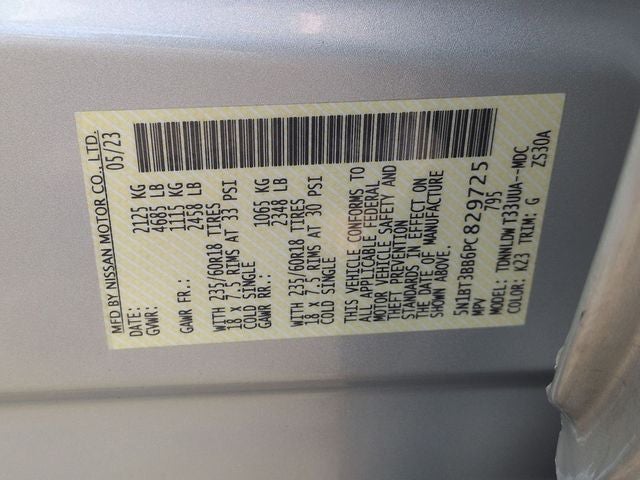 MFD BY NISSAN MOTOR CO., LTD.
DATE: 05/23
GVWR: 2125 KG
4685 LB
GAWR FR.: 1115 KG
2458 LB
WITH 235/60R18 TIRES
18 X 7.5 RIMS AT 33 PSI
COLD SINGLE
GAWR RR.: 1065 KG
2348 LB
WITH 235/60R18 TIRES
18 X 7.5 RIMS AT 30 PSI
COLD SINGLE
THIS VEHICLE CONFORMS TO
ALL APPLICABLE FEDERAL
MOTOR VEHICLE SAFETY AND
THEFT PREVENTION
STANDARDS IN EFFECT ON
THE DATE OF MANUFACTURE
SHOWN ABOVE.
5N1BT3BB6PC829725
MPV 795
MODEL: TDNNLDW T33UUA--MDC
COLOR: K23 TRIM: G ZS30A